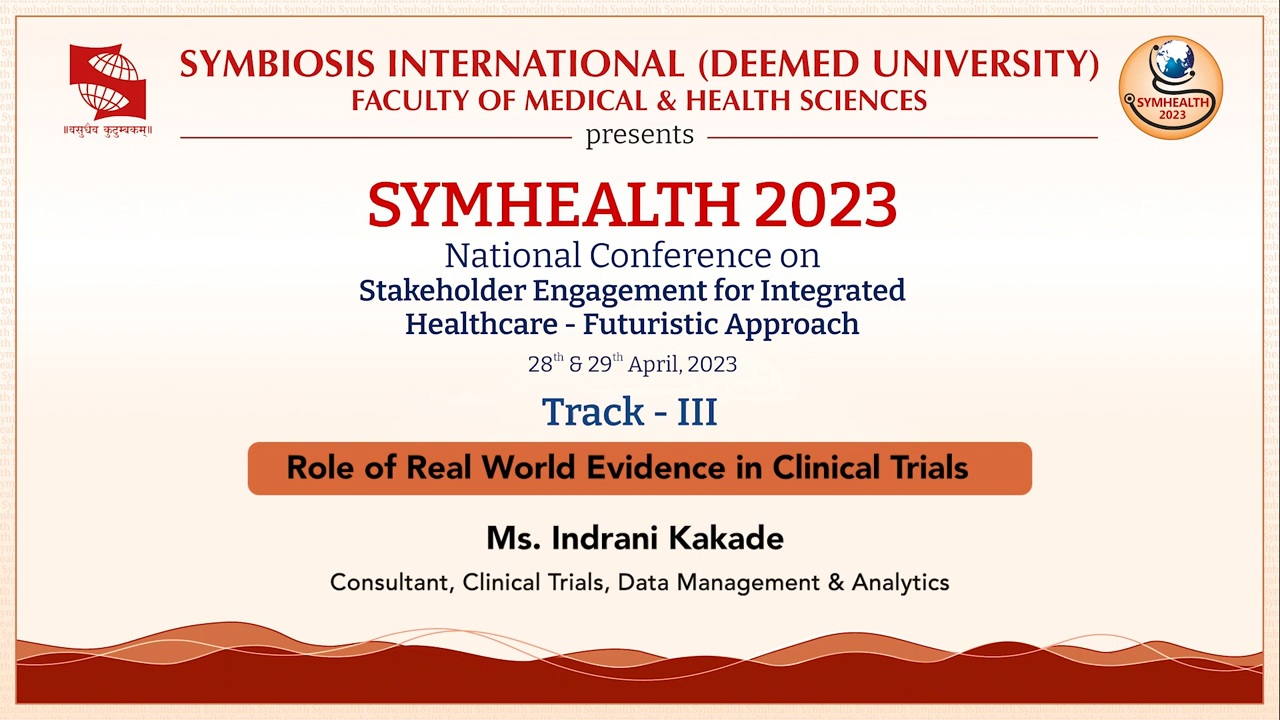 SYMBIOSIS INTERNATIONAL (DEEMED UNIVERSITY)
FACULTY OF MEDICAL & HEALTH SCIENCES
॥वसुधैव कुटुम्बकम्॥
SYMHEALTH
2023
presents
SYMHEALTH 2023
National Conference on
Stakeholder Engagement for Integrated
Healthcare - Futuristic Approach
28th & 29th April, 2023
Track - III
Role of Real World Evidence in Clinical Trials
Ms. Indrani Kakade
Consultant, Clinical Trials, Data Management & Analytics